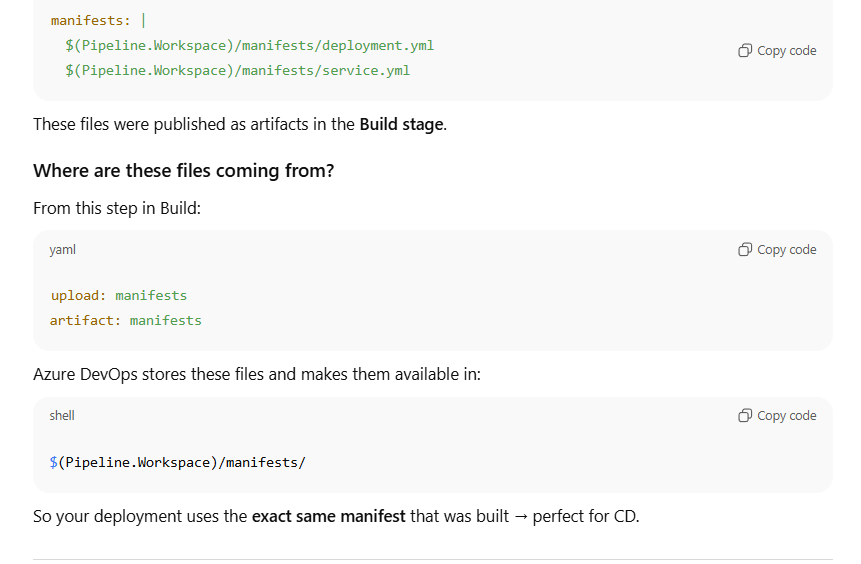 manifests: |
$(Pipeline.Workspace)/manifests/deployment.yml
Copy code
$(Pipeline.Workspace)/manifests/service.yml
These files were published as artifacts in the Build stage.
Where are these files coming from?
From this step in Build:
yaml
Copy code
upload: manifests
artifact: manifests
Azure DevOps stores these files and makes them available in:
shell
Copy code
$(Pipeline.Workspace)/manifests/
So your deployment uses the exact same manifest that was built → perfect for CD.